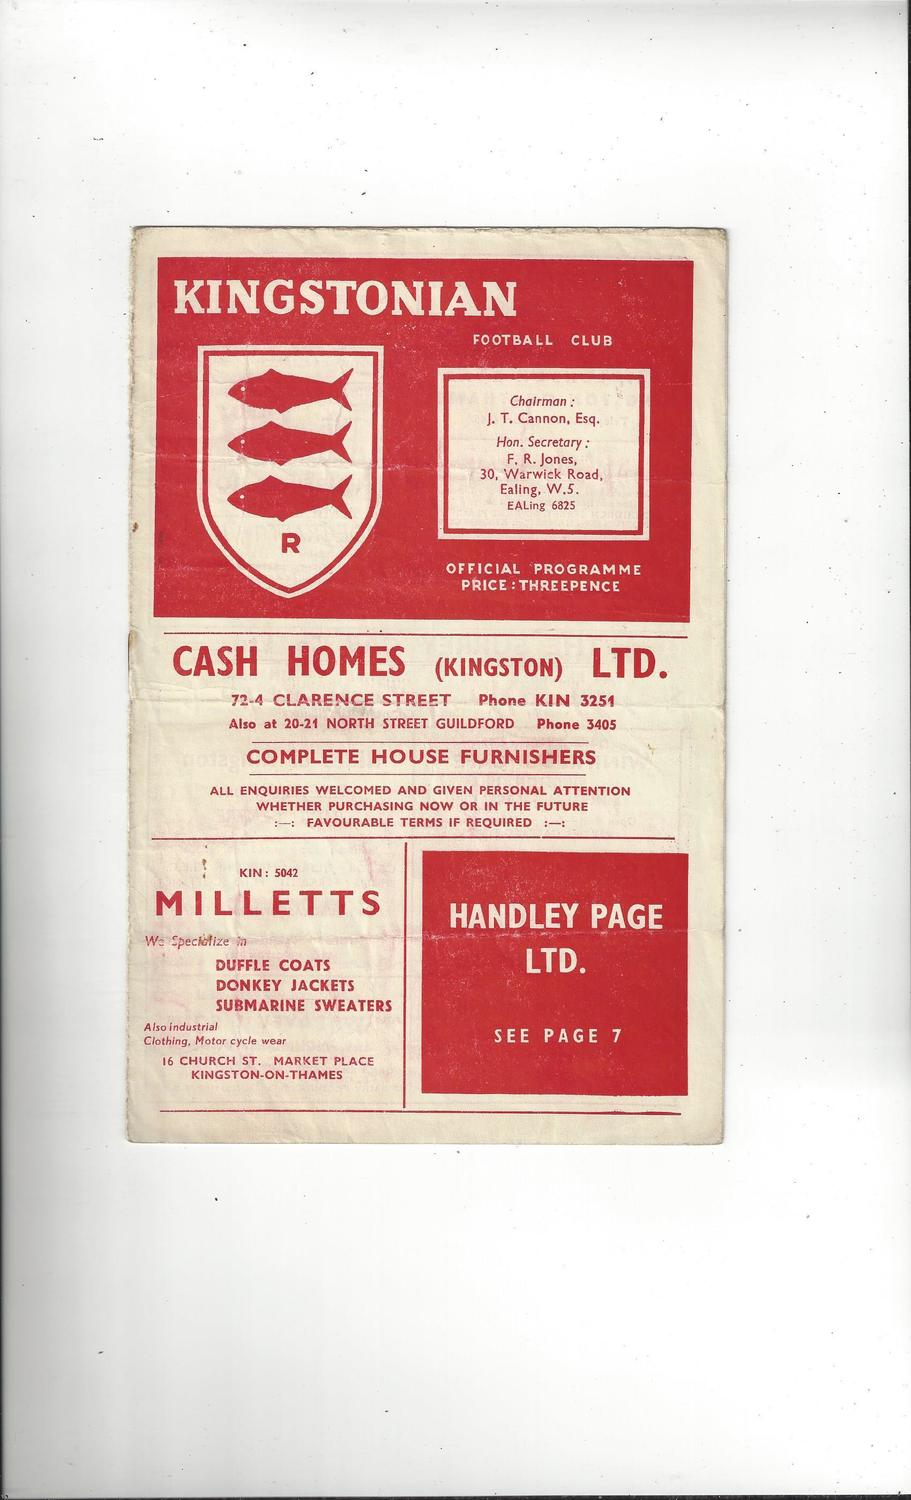 KINGSTONIAN
FOOTBALL CLUB
R
Chairman :
J. T. Cannon, Esq.
Hon. Secretary :
F. R. Jones,
30, Warwick Road,
Ealing, W.5.
EALing 6825
OFFICIAL PROGRAMME
PRICE : THREEPENCE
CASH HOMES (KINGSTON) LTD.
72-4 CLARENCE STREET Phone KIN 3251
Also at 20-21 NORTH STREET GUILDFORD Phone 3405
COMPLETE HOUSE FURNISHERS
ALL ENQUIRIES WELCOMED AND GIVEN PERSONAL ATTENTION
WHETHER PURCHASING NOW OR IN THE FUTURE
:—: FAVOURABLE TERMS IF REQUIRED :—:
KIN : 5042
MILLETTS
We Specialize in
DUFFLE COATS
DONKEY JACKETS
SUBMARINE SWEATERS
Also industrial
Clothing, Motor cycle wear
16 CHURCH ST. MARKET PLACE
KINGSTON-ON-THAMES
HANDLEY PAGE
LTD.
SEE PAGE 7